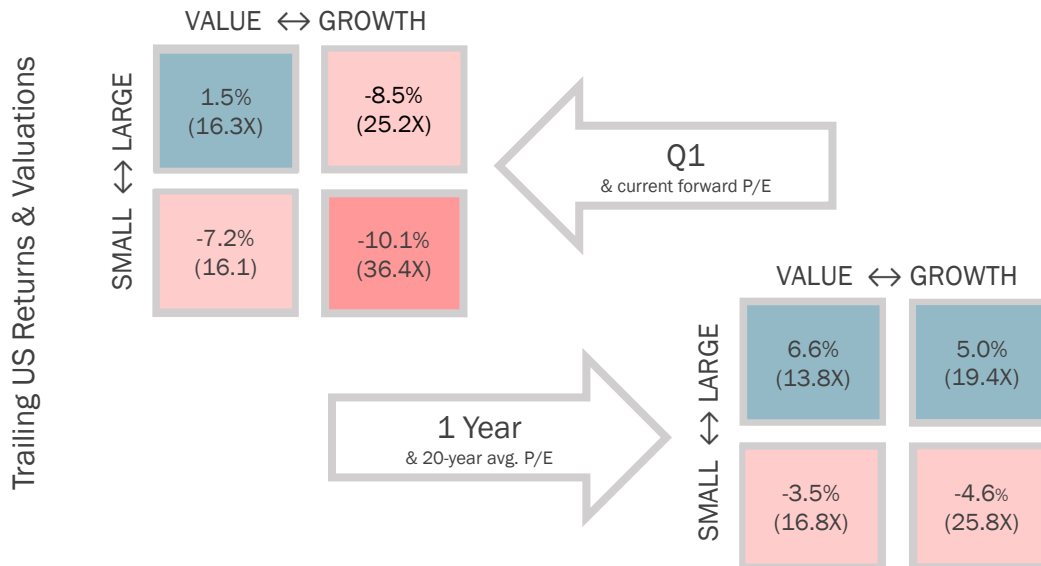 Trailing US Returns & Valuations
VALUE ↔ GROWTH
SMALL ↔ LARGE
1.5%
(16.3X)
-8.5%
(25.2X)
-7.2%
(16.1)
-10.1%
(36.4X)
Q1
& current forward P/E
1 Year
& 20-year avg. P/E
VALUE ↔ GROWTH
SMALL ↔ LARGE
6.6%
(13.8X)
5.0%
(19.4X)
-3.5%
(16.8X)
-4.6%
(25.8X)